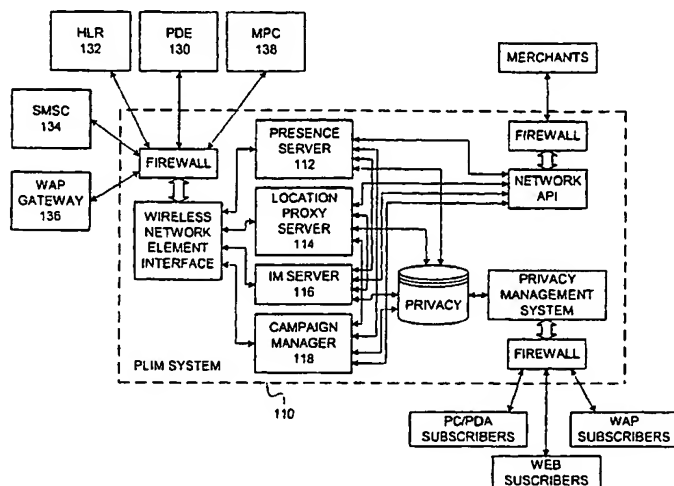 HLR
132
PDE
130
MPC
138
MERCHANTS
SMSC
134
FIREWALL
PRESENCE
SERVER
112
FIREWALL
WAP
GATEWAY
136
WIRELESS
NETWORK
ELEMENT
INTERFACE
LOCATION
PROXY
SERVER
114
NETWORK
API
IM SERVER
116
PRIVACY
PRIVACY
MANAGEMENT
SYSTEM
CAMPAIGN
MANAGER
118
FIREWALL
PLIM SYSTEM
110
PC/PDA
SUBSCRIBERS
WAP
SUBSCRIBERS
WEB
SUSCRIBERS